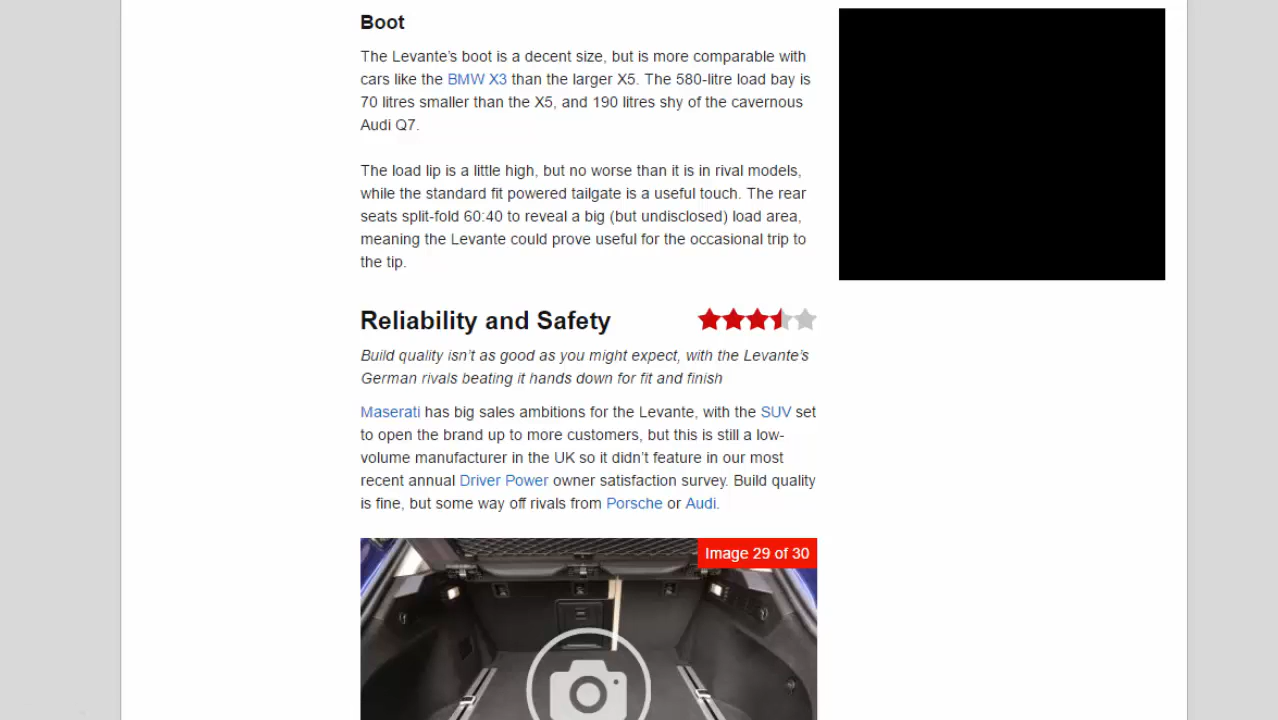 Boot
The Levante’s boot is a decent size, but is more comparable with
cars like the BMW X3 than the larger X5. The 580-litre load bay is
70 litres smaller than the X5, and 190 litres shy of the cavernous
Audi Q7.
The load lip is a little high, but no worse than it is in rival models,
while the standard fit powered tailgate is a useful touch. The rear
seats split-fold 60:40 to reveal a big (but undisclosed) load area,
meaning the Levante could prove useful for the occasional trip to
the tip.
Reliability and Safety
Build quality isn’t as good as you might expect, with the Levante’s
German rivals beating it hands down for fit and finish
Maserati has big sales ambitions for the Levante, with the SUV set
to open the brand up to more customers, but this is still a low-
volume manufacturer in the UK so it didn’t feature in our most
recent annual Driver Power owner satisfaction survey. Build quality
is fine, but some way off rivals from Porsche or Audi.
Image 29 of 30